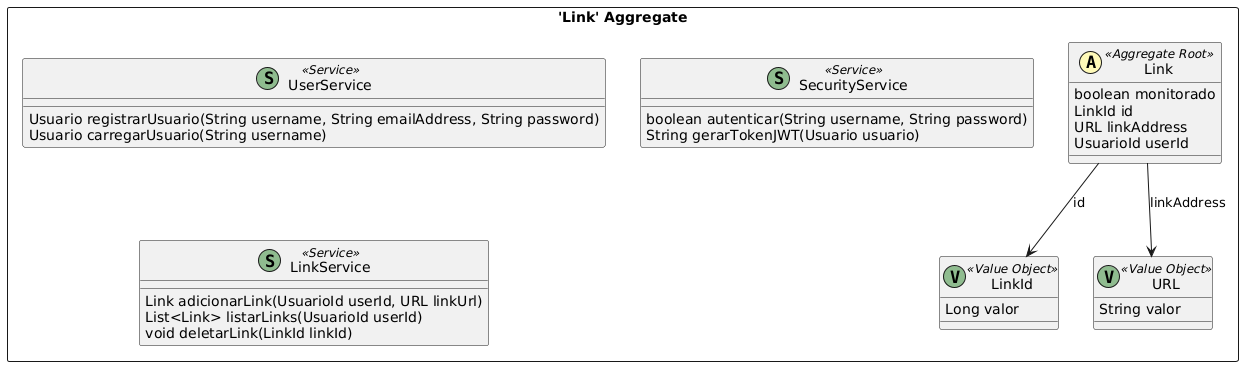 'Link' Aggregate
S
«Service»
UserService
Usuario registrarUsuario(String username, String emailAddress, String password)
Usuario carregarUsuario(String username)
S
«Service»
SecurityService
boolean autenticar(String username, String password)
String gerarTokenJWT(Usuario usuario)
A
«Aggregate Root»
Link
boolean monitorado
LinkId id
URL linkAddress
UsuarioId userId
id
linkAddress
S
«Service»
LinkService
Link adicionarLink(UsuarioId userId, URL linkUrl)
List<Link> listarLinks(UsuarioId userId)
void deletarLink(LinkId linkId)
V
«Value Object»
LinkId
Long valor
V
«Value Object»
URL
String valor